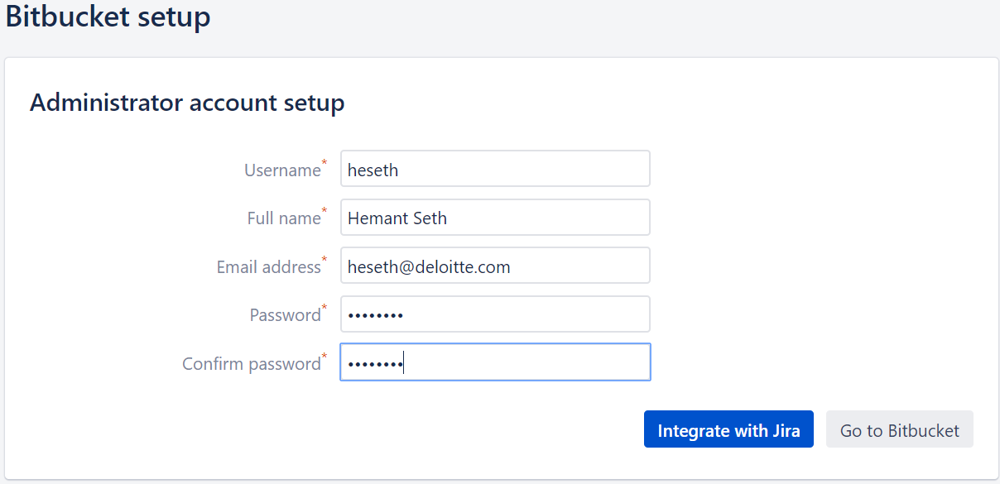 Bitbucket setup
Administrator account setup
Username* heseth
Full name* Hemant Seth
Email address* heseth@deloitte.com
Password* ••••••••
Confirm password* ••••••••
Integrate with Jira Go to Bitbucket